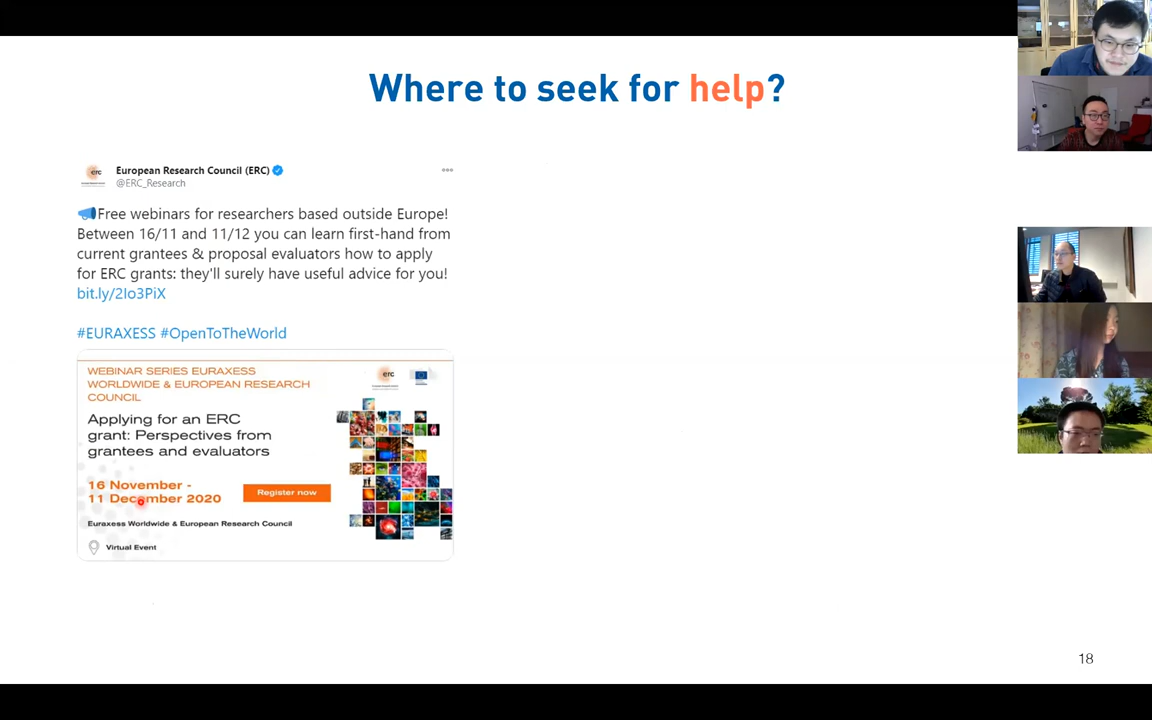 Where to seek for help?
European Research Council (ERC)
@ERC_Research
Free webinars for researchers based outside Europe!
Between 16/11 and 11/12 you can learn first-hand from
current grantees & proposal evaluators how to apply
for ERC grants: they'll surely have useful advice for you!
bit.ly/2Io3PiX
#EURAXESS #OpenToTheWorld
WEBINAR SERIES EURAXESS
WORLDWIDE & EUROPEAN RESEARCH
COUNCIL
erc
Applying for an ERC
grant: Perspectives from
grantees and evaluators
16 November -
11 December 2020
Register now
Euraxess Worldwide & European Research Council
Virtual Event
18